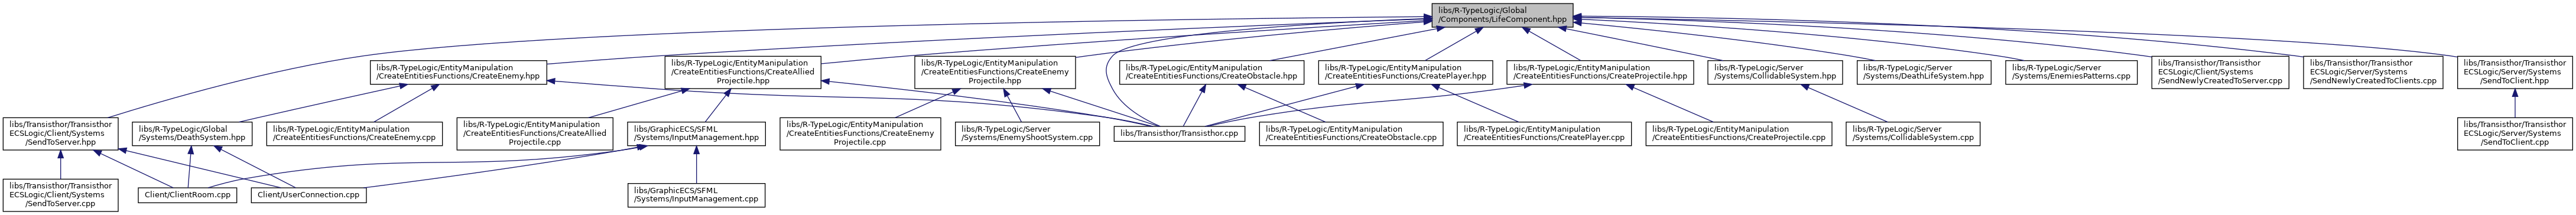 libs/R-TypeLogic/Global
/Components/LifeComponent.hpp
libs/R-TypeLogic/EntityManipulation
/CreateEntitiesFunctions/CreateEnemy.hpp
libs/R-TypeLogic/EntityManipulation
/CreateEntitiesFunctions/CreateAllied
Projectile.hpp
libs/R-TypeLogic/EntityManipulation
/CreateEntitiesFunctions/CreateEnemy
Projectile.hpp
libs/R-TypeLogic/EntityManipulation
/CreateEntitiesFunctions/CreateObstacle.hpp
libs/R-TypeLogic/EntityManipulation
/CreateEntitiesFunctions/CreatePlayer.hpp
libs/R-TypeLogic/EntityManipulation
/CreateEntitiesFunctions/CreateProjectile.hpp
libs/R-TypeLogic/Server
/Systems/CollidableSystem.hpp
libs/R-TypeLogic/Server
/Systems/DeathLifeSystem.hpp
libs/R-TypeLogic/Server
/Systems/EnemiesPatterns.cpp
libs/Transisthor/Transisthor
ECSLogic/Client/Systems
/SendNewlyCreatedToServer.cpp
libs/Transisthor/Transisthor
ECSLogic/Server/Systems
/SendNewlyCreatedToClients.cpp
libs/Transisthor/Transisthor
ECSLogic/Server/Systems
/SendToClient.hpp
libs/Transisthor/Transisthor
ECSLogic/Client/Systems
/SendToServer.hpp
libs/R-TypeLogic/Global
/Systems/DeathSystem.hpp
libs/R-TypeLogic/EntityManipulation
/CreateEntitiesFunctions/CreateEnemy.cpp
libs/R-TypeLogic/EntityManipulation
/CreateEntitiesFunctions/CreateAllied
Projectile.cpp
libs/GraphicECS/SFML
/Systems/InputManagement.hpp
libs/R-TypeLogic/EntityManipulation
/CreateEntitiesFunctions/CreateEnemy
Projectile.cpp
libs/R-TypeLogic/Server
/Systems/EnemyShootSystem.cpp
libs/Transisthor/Transisthor.cpp
libs/R-TypeLogic/EntityManipulation
/CreateEntitiesFunctions/CreateObstacle.cpp
libs/R-TypeLogic/EntityManipulation
/CreateEntitiesFunctions/CreatePlayer.cpp
libs/R-TypeLogic/EntityManipulation
/CreateEntitiesFunctions/CreateProjectile.cpp
libs/R-TypeLogic/Server
/Systems/CollidableSystem.cpp
libs/Transisthor/Transisthor
ECSLogic/Server/Systems
/SendToClient.cpp
libs/Transisthor/Transisthor
ECSLogic/Client/Systems
/SendToServer.cpp
Client/ClientRoom.cpp
Client/UserConnection.cpp
libs/GraphicECS/SFML
/Systems/InputManagement.cpp